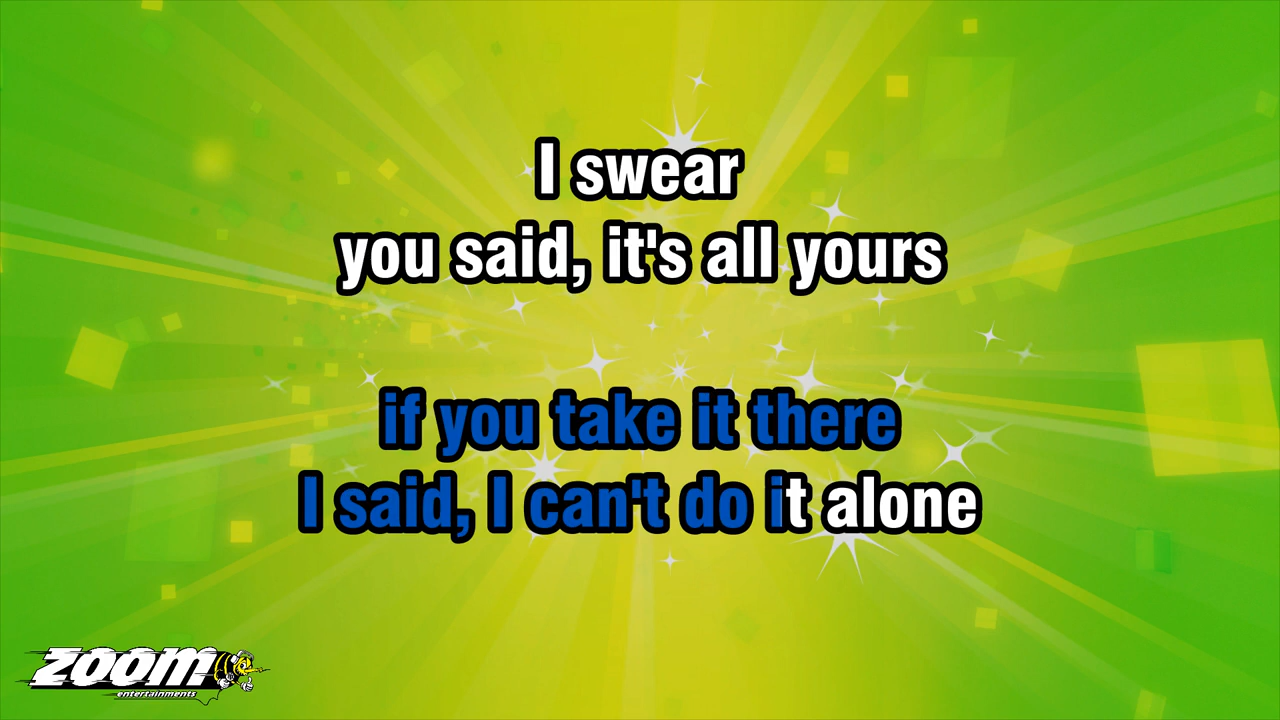 I swear
you said, it's all yours
if you take it there
I said, I can't do it alone
zoom
entertainments